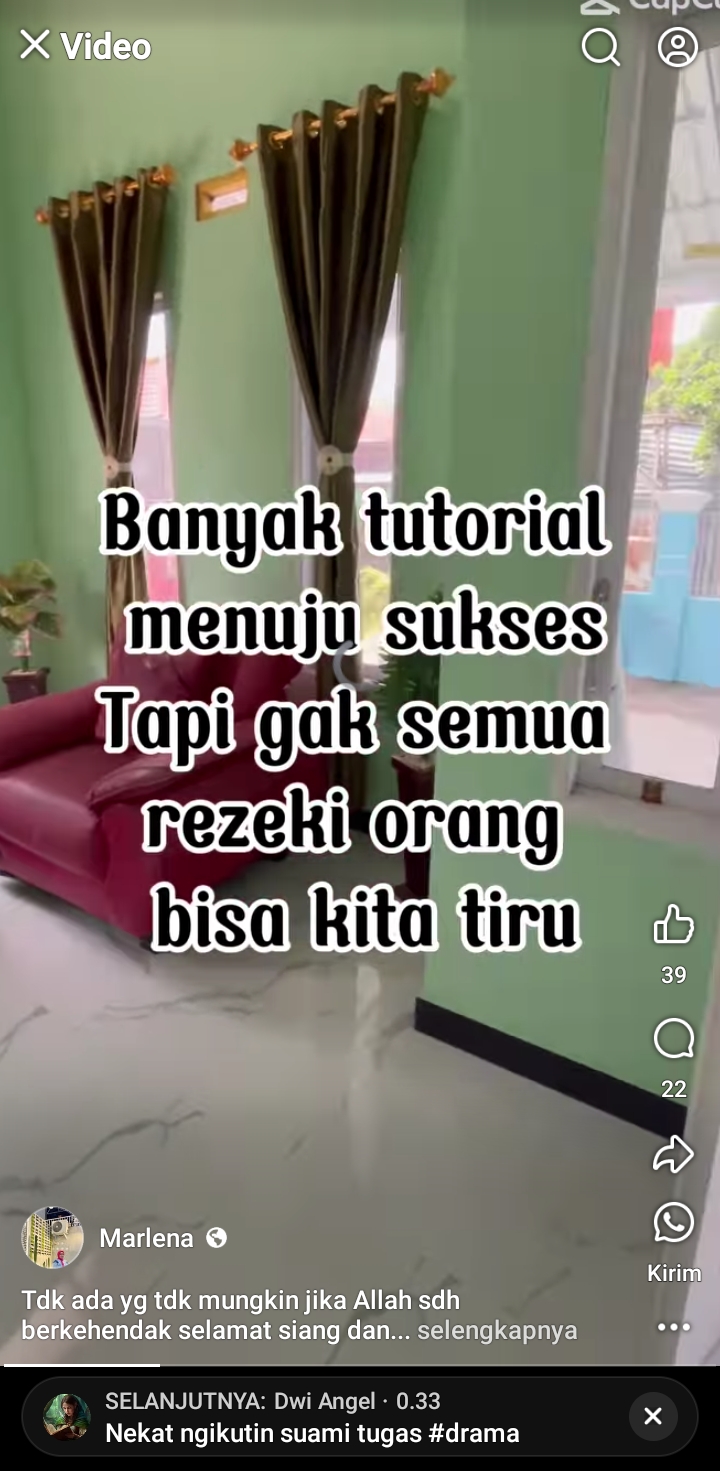 CapCut
Video
Banyak tutorial
menuju sukses
Tapi gak semua
rezeki orang
bisa kita tiru
39
22
Kirim
Marlena
Tdk ada yg tdk mungkin jika Allah sdh
berkehendak selamat siang dan... selengkapnya
SELANJUTNYA: Dwi Angel · 0.33
Nekat ngikutin suami tugas #drama